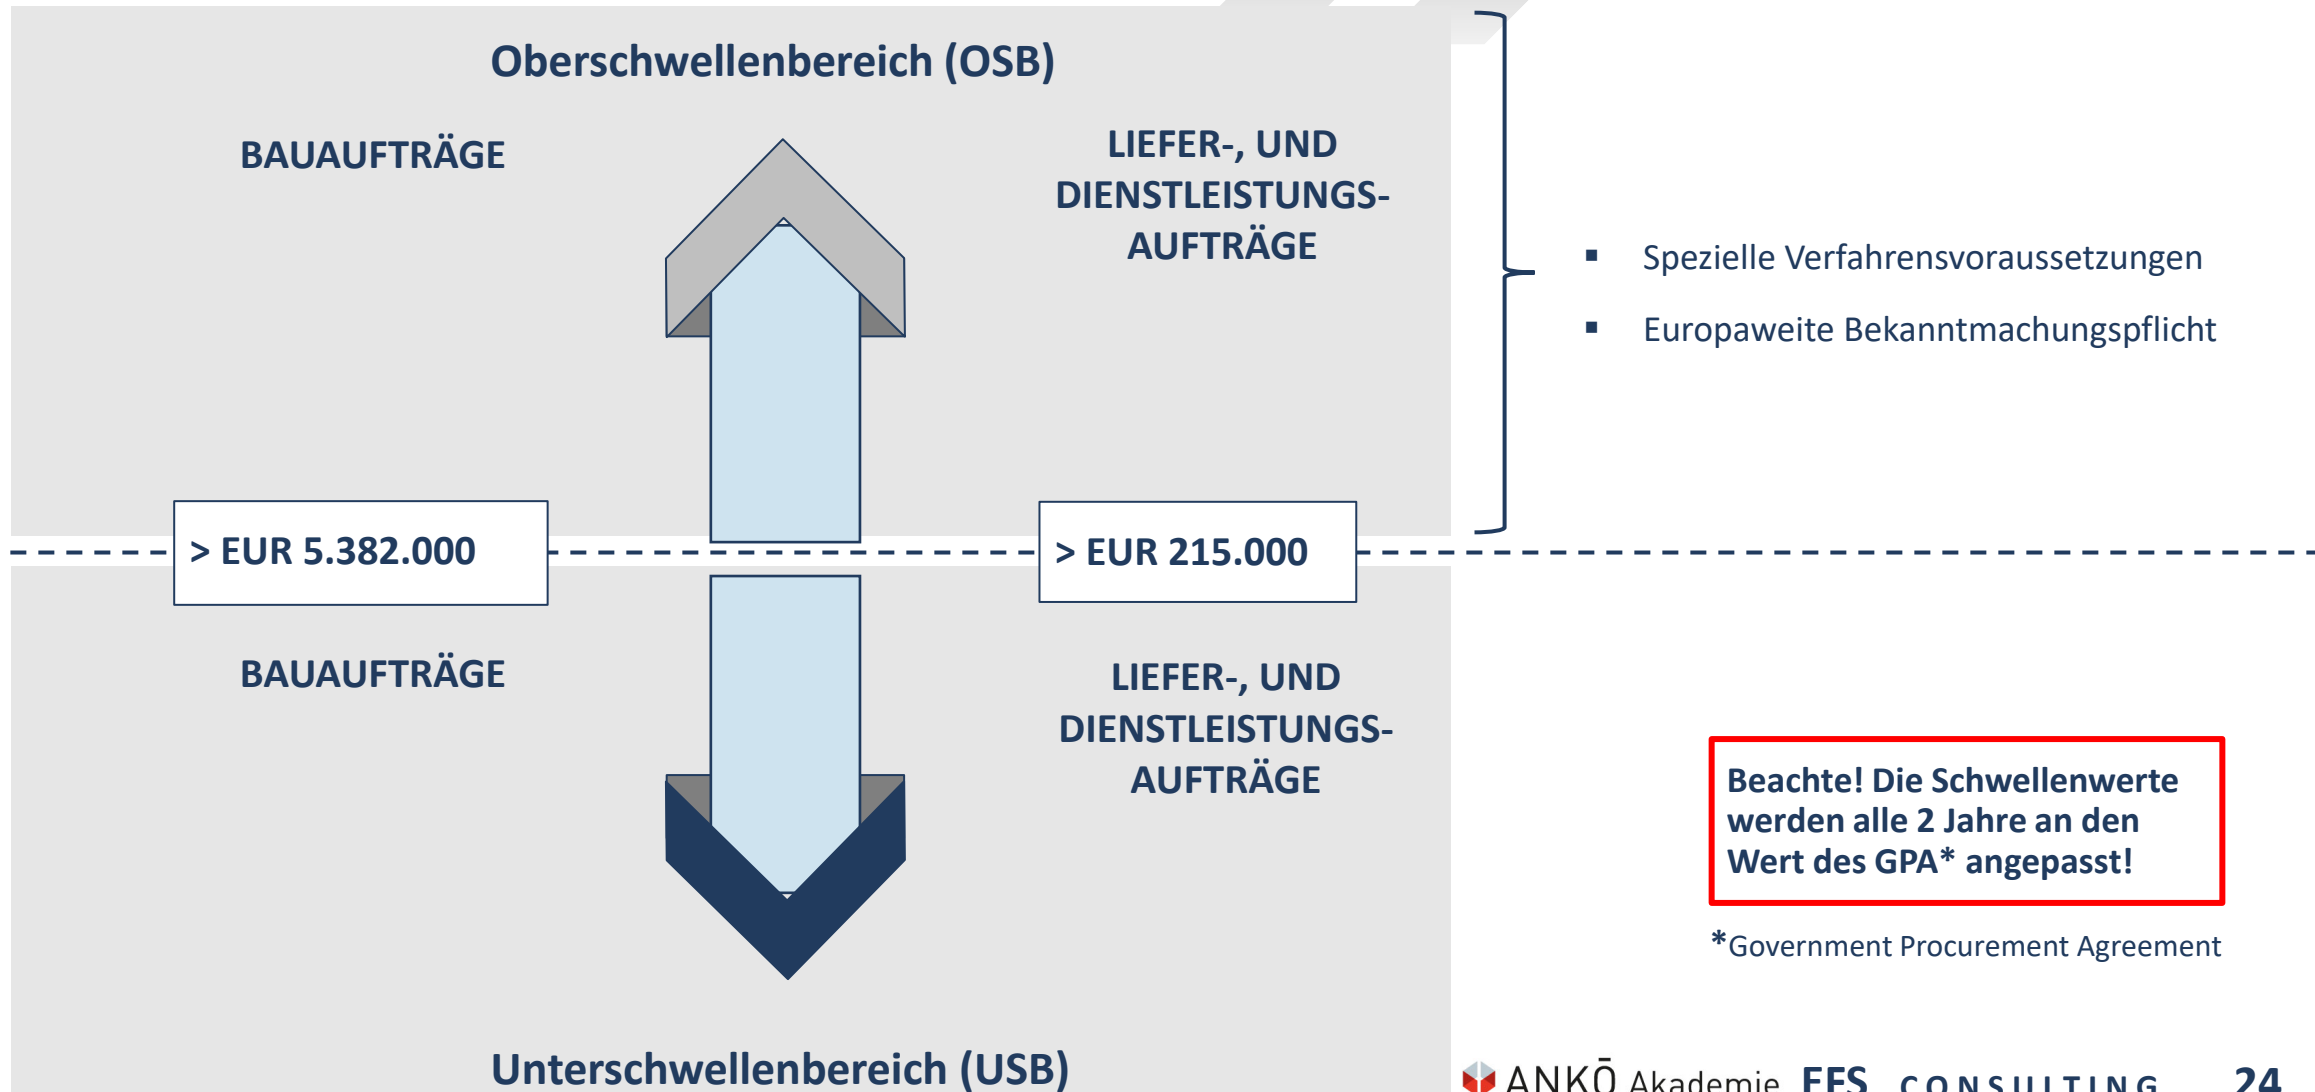 Oberschwellenbereich (OSB)
BAUAUFTRÄGE
LIEFER-, UND
DIENSTLEISTUNGS-
AUFTRÄGE
▪ Spezielle Verfahrensvoraussetzungen
▪ Europaweite Bekanntmachungspflicht
> EUR 5.382.000
> EUR 215.000
BAUAUFTRÄGE
LIEFER-, UND
DIENSTLEISTUNGS-
AUFTRÄGE
Beachte! Die Schwellenwerte
werden alle 2 Jahre an den
Wert des GPA* angepasst!
*Government Procurement Agreement
Unterschwellenbereich (USB)
ANKÖ Akademie EFS CONSULTING 24